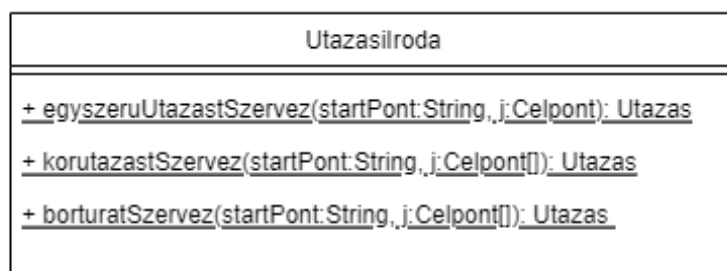 UtazasiIroda
+ egyszeruUtazastSzervez(startPont:String, j:Celpont): Utazas
+ korutazastSzervez(startPont:String, j:Celpont[]): Utazas
+ borturatSzervez(startPont:String, j:Celpont[]): Utazas